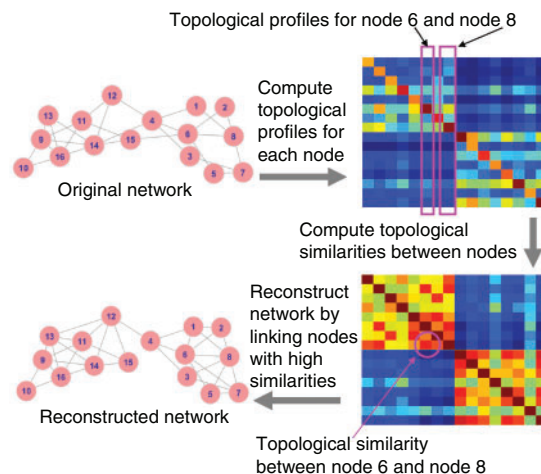 Topological profiles for node 6 and node 8
Compute
topological
profiles for
each node
12
13
1
2
11
4
9
6
8
14
15
16
3
10
5
7
Original network
Compute topological
similarities between nodes
Reconstruct
network by
linking nodes
with high
similarities
12
1
2
13
11
4
6
8
9
14
15
3
16
10
5
7
Reconstructed network
Topological similarity
between node 6 and node 8